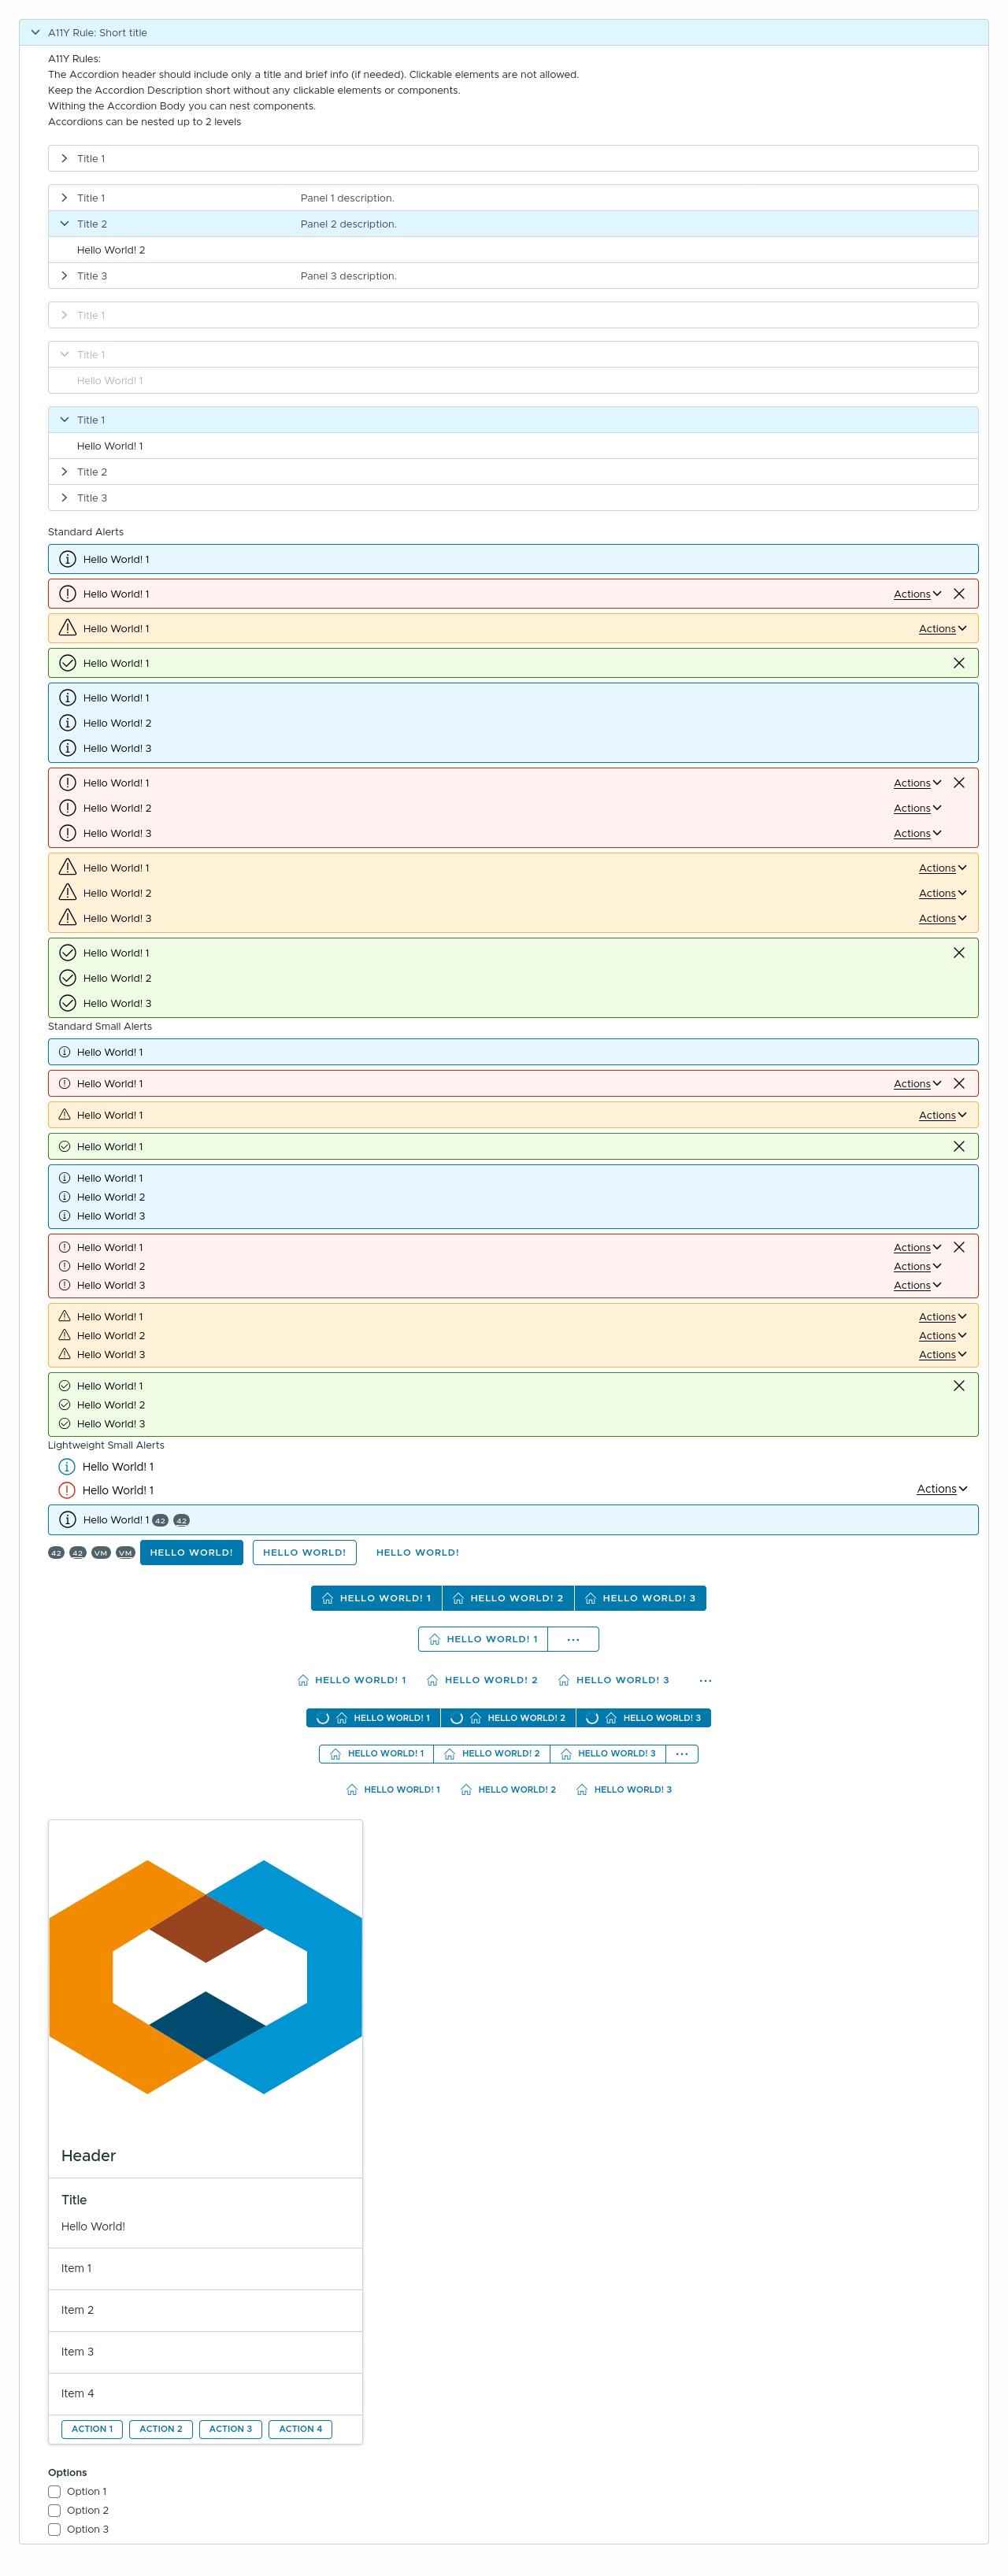 A11Y Rule: Short title
A11Y Rules:
The Accordion header should include only a title and brief info (if needed). Clickable elements are not allowed.
Keep the Accordion Description short without any clickable elements or components.
Withing the Accordion Body you can nest components.
Accordions can be nested up to 2 levels
Title 1
Title 1 Panel 1 description.
Title 2 Panel 2 description.
Hello World! 2
Title 3 Panel 3 description.
Title 1
Title 1
Hello World! 1
Title 1
Hello World! 1
Title 2
Title 3
Standard Alerts
Hello World! 1
Hello World! 1 Actions
Hello World! 1 Actions
Hello World! 1
Hello World! 1
Hello World! 2
Hello World! 3
Hello World! 1 Actions
Hello World! 2 Actions
Hello World! 3 Actions
Hello World! 1 Actions
Hello World! 2 Actions
Hello World! 3 Actions
Hello World! 1
Hello World! 2
Hello World! 3
Standard Small Alerts
Hello World! 1
Hello World! 1 Actions
Hello World! 1 Actions
Hello World! 1
Hello World! 1
Hello World! 2
Hello World! 3
Hello World! 1 Actions
Hello World! 2 Actions
Hello World! 3 Actions
Hello World! 1 Actions
Hello World! 2 Actions
Hello World! 3 Actions
Hello World! 1
Hello World! 2
Hello World! 3
Lightweight Small Alerts
Hello World! 1
Hello World! 1 Actions
Hello World! 1 42 42
42 42 VM VM HELLO WORLD! HELLO WORLD! HELLO WORLD!
HELLO WORLD! 1 HELLO WORLD! 2 HELLO WORLD! 3
HELLO WORLD! 1 ...
HELLO WORLD! 1 HELLO WORLD! 2 HELLO WORLD! 3 ...
HELLO WORLD! 1 HELLO WORLD! 2 HELLO WORLD! 3
HELLO WORLD! 1 HELLO WORLD! 2 HELLO WORLD! 3 ...
HELLO WORLD! 1 HELLO WORLD! 2 HELLO WORLD! 3
Header
Title
Hello World!
Item 1
Item 2
Item 3
Item 4
ACTION 1 ACTION 2 ACTION 3 ACTION 4
Options
Option 1
Option 2
Option 3